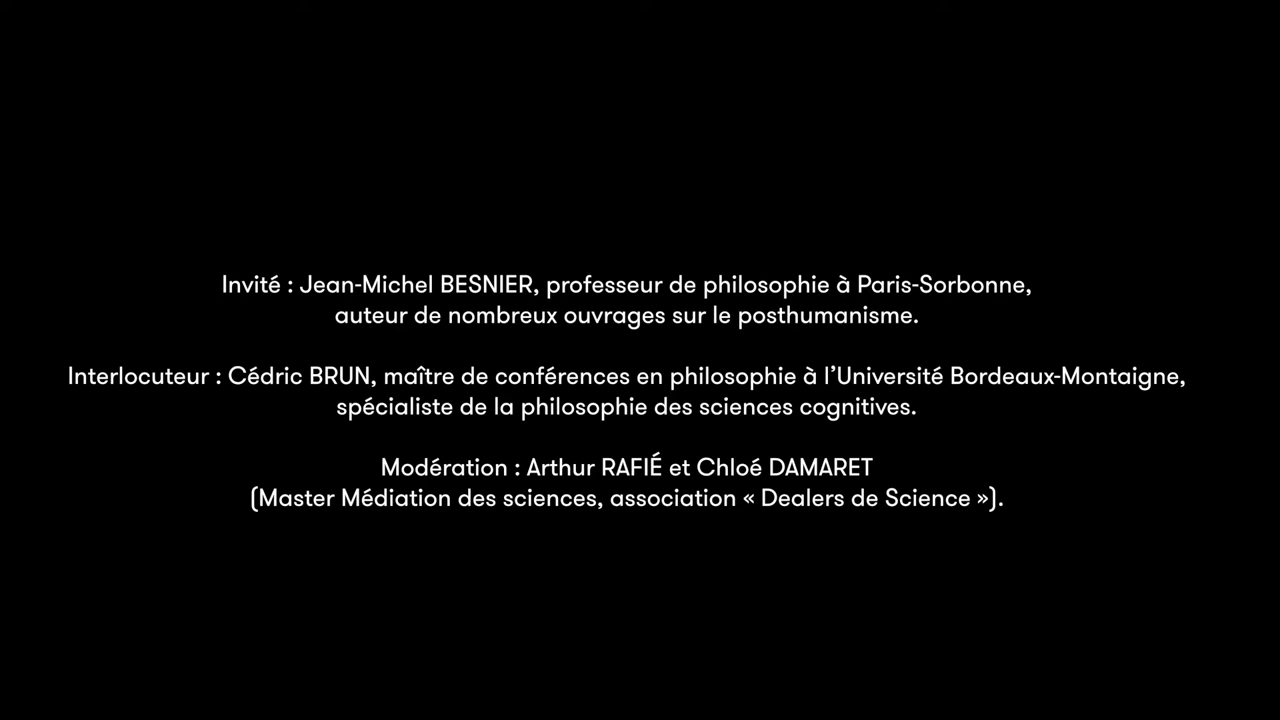 Invité : Jean-Michel BESNIER, professeur de philosophie à Paris-Sorbonne,
auteur de nombreux ouvrages sur le posthumanisme.
Interlocuteur : Cédric BRUN, maître de conférences en philosophie à l’Université Bordeaux-Montaigne,
spécialiste de la philosophie des sciences cognitives.
Modération : Arthur RAFIÉ et Chloé DAMARET
(Master Médiation des sciences, association « Dealers de Science »).